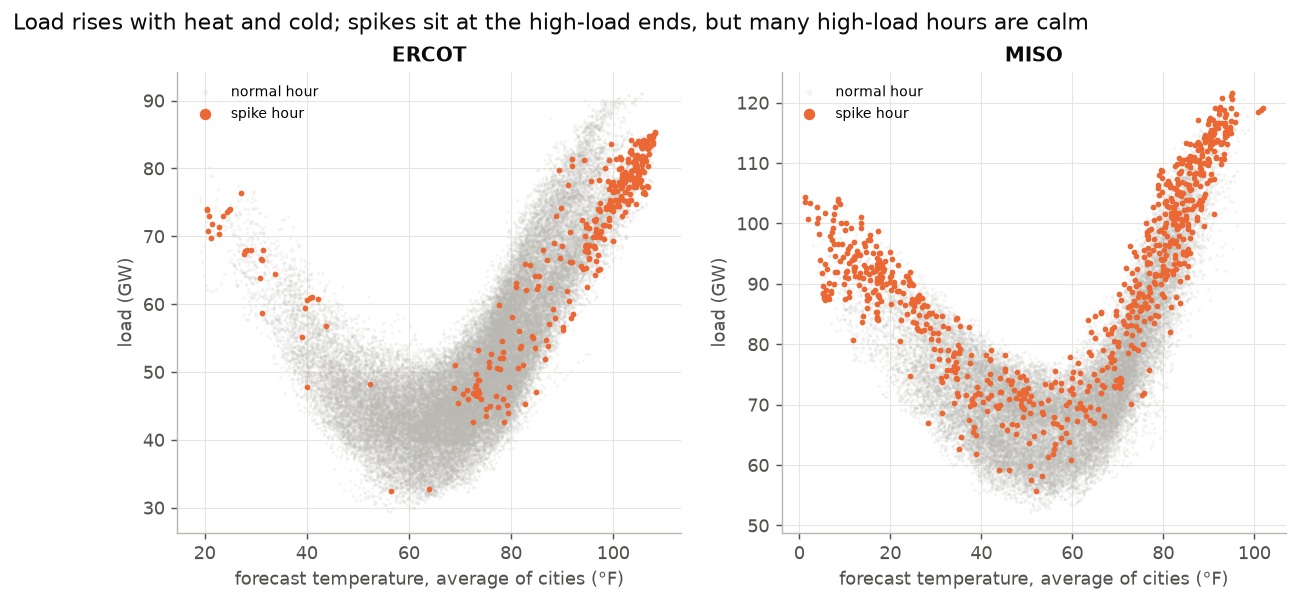 Load rises with heat and cold; spikes sit at the high-load ends, but many high-load hours are calm
ERCOT
normal hour
spike hour
90
80
70
60
50
40
30
load (GW)
20 40 60 80 100
forecast temperature, average of cities (°F)
MISO
normal hour
spike hour
120
110
100
90
80
70
60
50
load (GW)
0 20 40 60 80 100
forecast temperature, average of cities (°F)